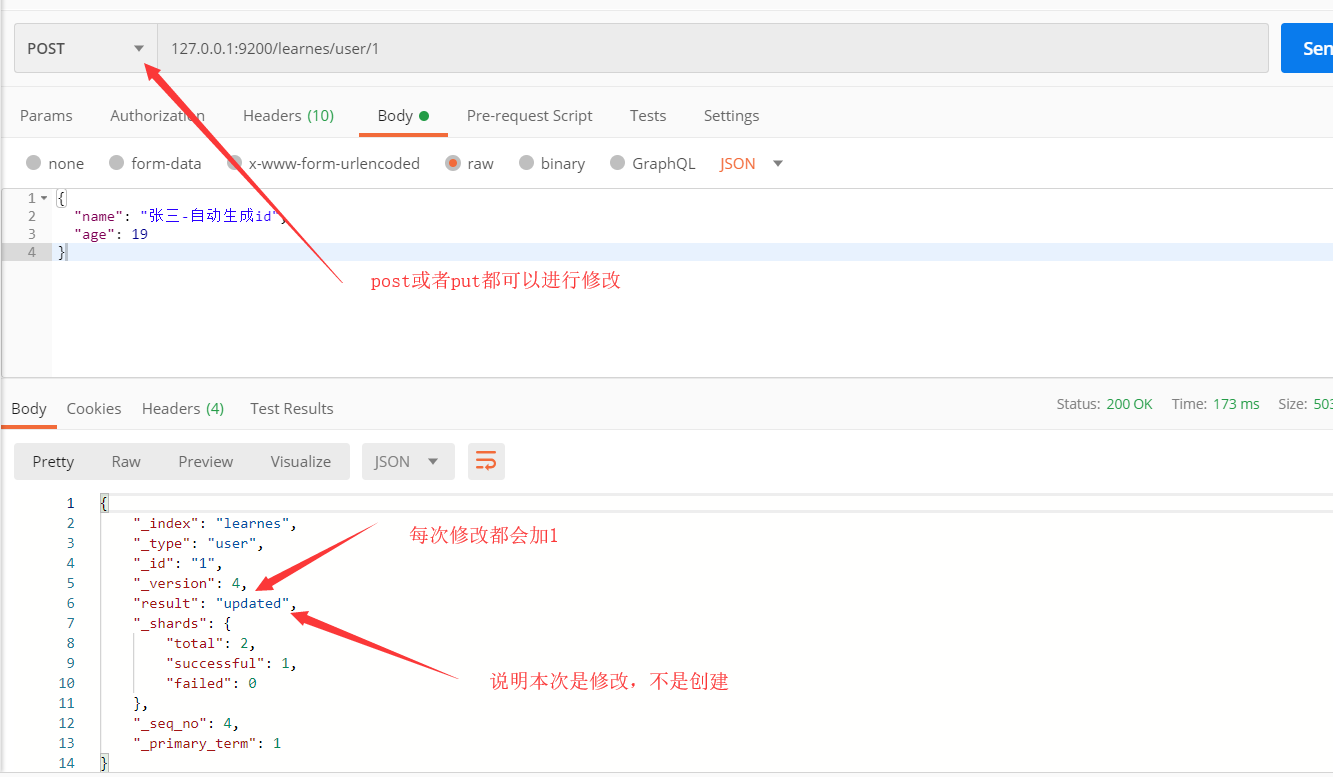 POST 127.0.0.1:9200/learnes/user/1 Sen
Params Authorization Headers (10) Body Pre-request Script Tests Settings
none form-data x-www-form-urlencoded raw binary GraphQL JSON
1 {
2 "name": "张三-自动生成id",
3 "age": 19
4 }
post或者put都可以进行修改
Body Cookies Headers (4) Test Results Status: 200 OK Time: 173 ms Size: 503
Pretty Raw Preview Visualize JSON
1 {
2 "_index": "learnes",
每次修改都会加1
3 "_type": "user",
4 "_id": "1",
5 "_version": 4,
6 "result": "updated",
7 "_shards": {
8 "total": 2,
9 "successful": 1,
10 "failed": 0
说明本次是修改，不是创建
11 },
12 "_seq_no": 4,
13 "_primary_term": 1
14 }